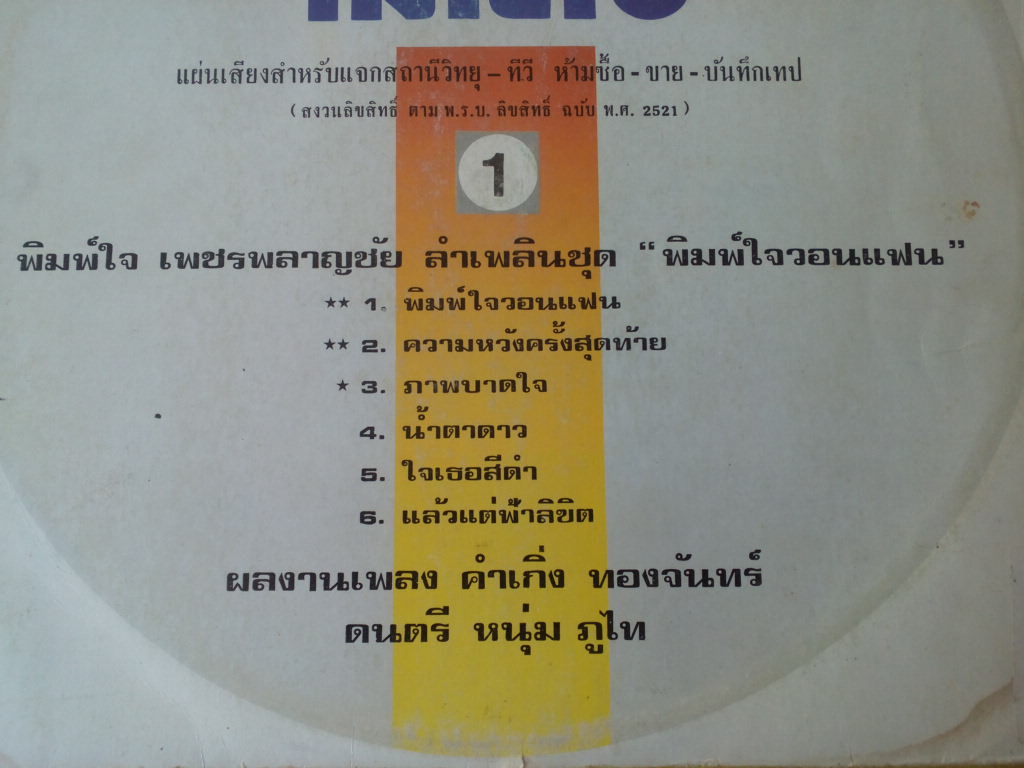 แผ่นเสียงสำหรับแจกสถานีวิทยุ – ทีวี ห้ามซื้อ - ขาย - บันทึกเทป
( สงวนลิขสิทธิ์ ตาม พ.ร.บ. ลิขสิทธิ์ ฉบับ พ.ศ. 2521 )
1
พิมพ์ใจ เพชรพลาญชัย ลำเพลินชุด “พิมพ์ใจวอนแฟน”
★★ 1. พิมพ์ใจวอนแฟน
★★ 2. ความหวังครั้งสุดท้าย
★ 3. ภาพบาดใจ
4. น้ำตาดาว
5. ใจเธอสีดำ
6. แล้วแต่ฟ้าลิขิต
ผลงานเพลง คำเกิ่ง ทองจันทร์
ดนตรี หนุ่ม ภูไท